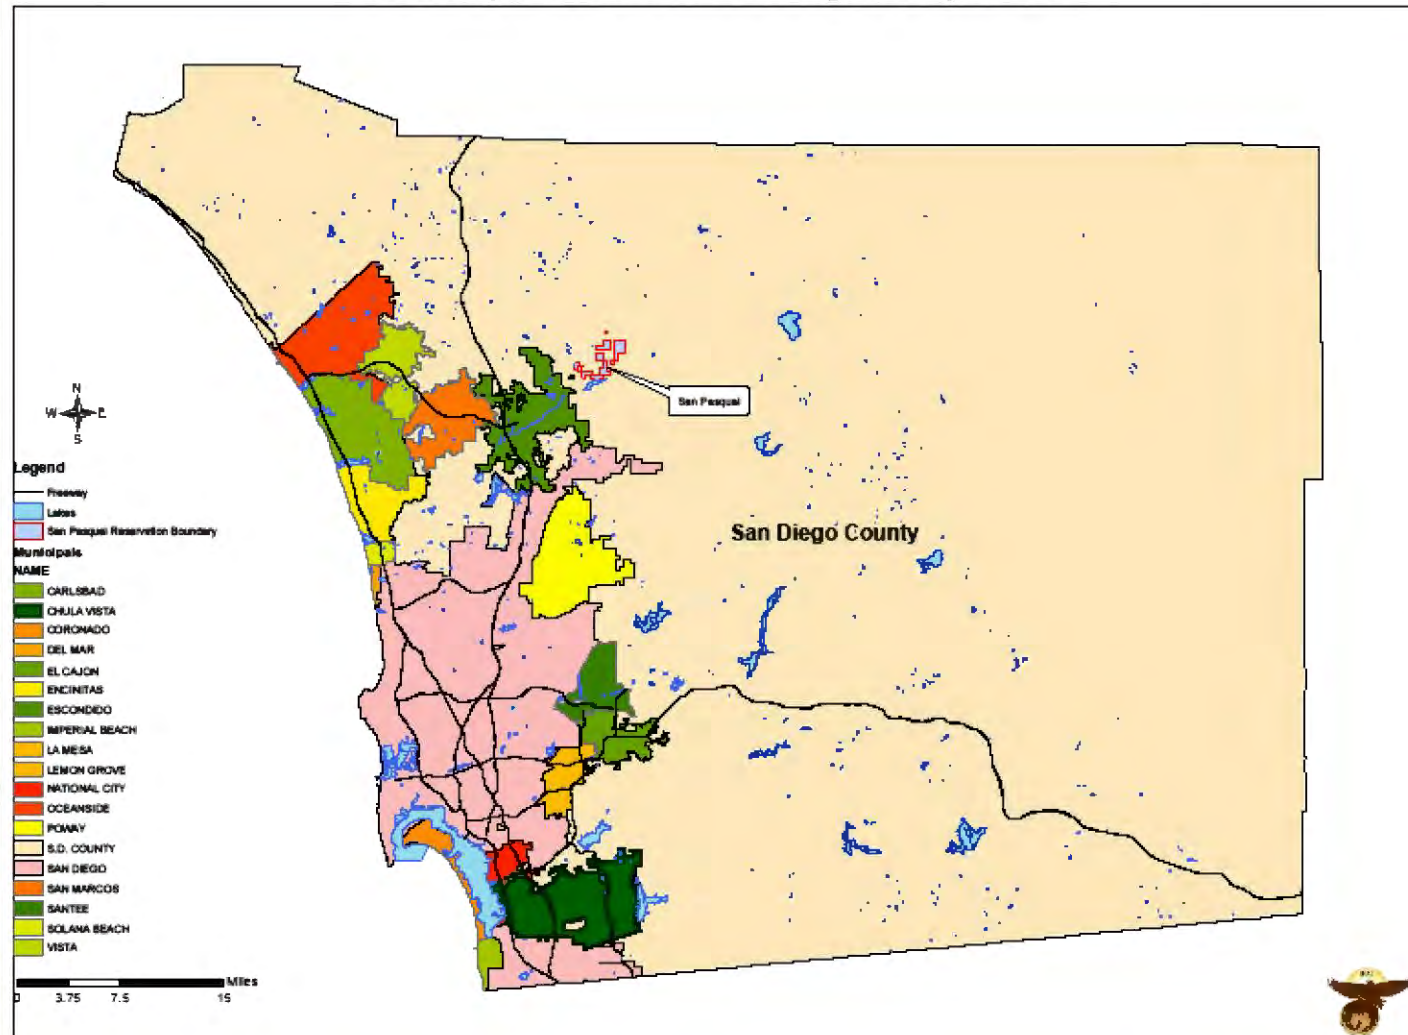 San Pasqual
San Diego County
N
W E
S
Legend
Freeway
Lakes
San Pasqual Reservation Boundary
Municipals
NAME
CARLSBAD
CHULA VISTA
CORONADO
DEL MAR
EL CAJON
ENCINITAS
ESCONDIDO
IMPERIAL BEACH
LA MESA
LEMON GROVE
NATIONAL CITY
OCEANSIDE
POWAY
S.D. COUNTY
SAN DIEGO
SAN MARCOS
SANTEE
SOLANA BEACH
VISTA
Miles
0 3.75 7.5 15